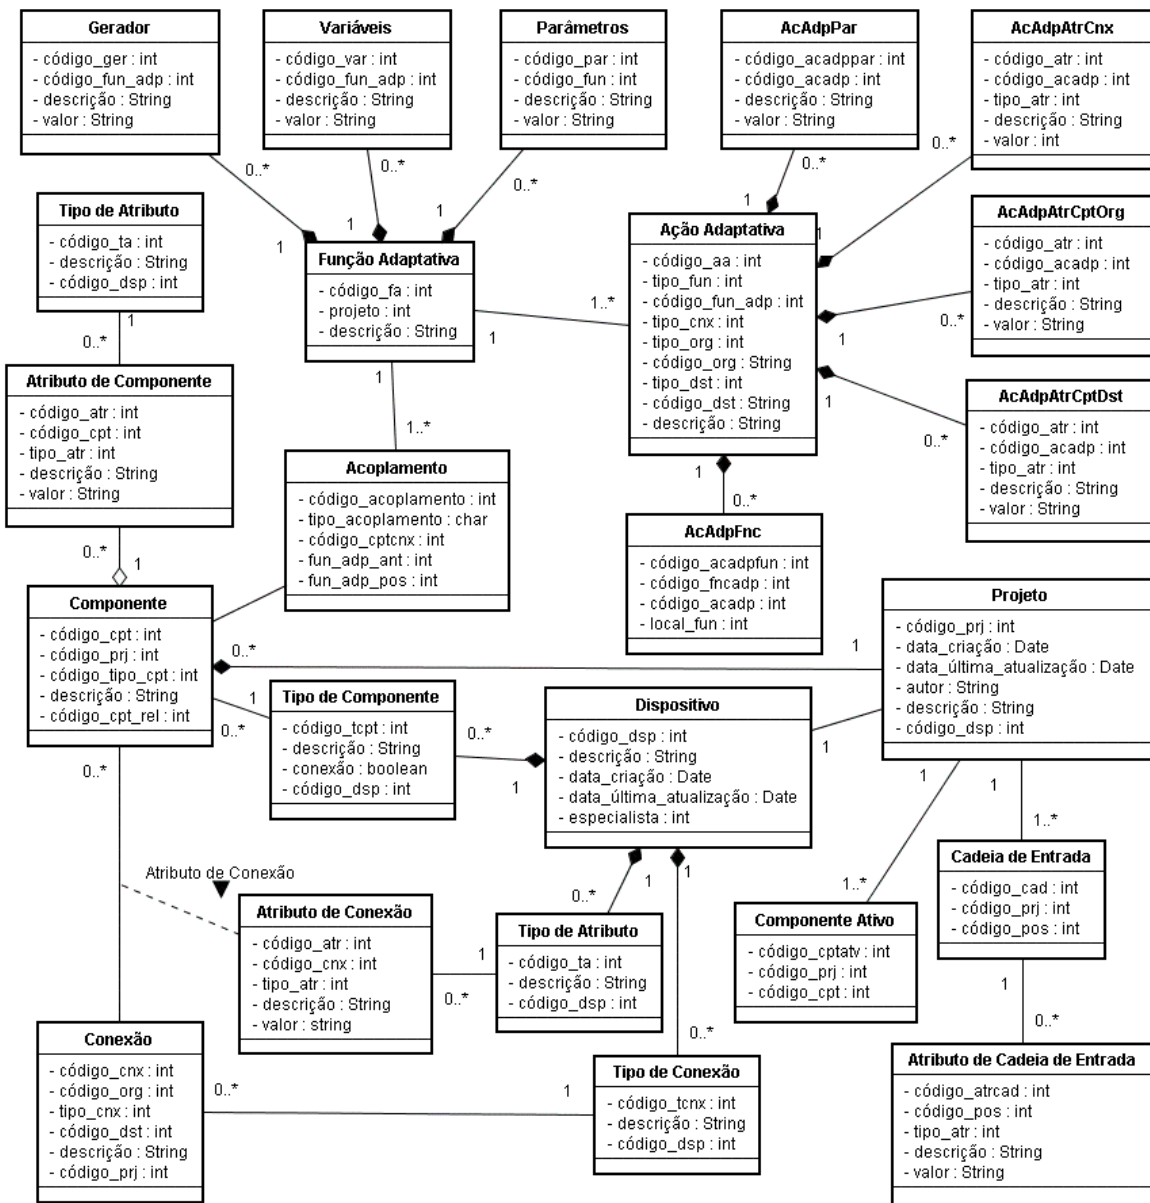 Gerador
- código_ger : int
- código_fun_adp : int
- descrição : String
- valor : String
Variáveis
- código_var : int
- código_fun_adp : int
- descrição : String
- valor : String
Parâmetros
- código_par : int
- código_fun : int
- descrição : String
- valor : String
AcAdpPar
- código_acadppar : int
- código_acadp : int
- descrição : String
- valor : String
AcAdpAtrCnx
- código_atr : int
- código_acadp : int
- tipo_atr : int
- descrição : String
- valor : int
0..*
0..*
0..*
0..*
0..*
1
1
1
1
1
Tipo de Atributo
- código_ta : int
- descrição : String
- código_dsp : int
1
0..*
Função Adaptativa
- código_fa : int
- projeto : int
- descrição : String
1
1..*
1
1..*
Ação Adaptativa
- código_aa : int
- tipo_fun : int
- código_fun_adp : int
- tipo_cnx : int
- tipo_org : int
- código_org : String
- tipo_dst : int
- código_dst : String
- descrição : String
AcAdpAtrCptOrg
- código_atr : int
- código_acadp : int
- tipo_atr : int
- descrição : String
- valor : String
1
0..*
1
0..*
1
0..*
Atributo de Componente
- código_atr : int
- código_cpt : int
- tipo_atr : int
- descrição : String
- valor : String
0..*
1
Acoplamento
- código_acoplamento : int
- tipo_acoplamento : char
- código_cptcnx : int
- fun_adp_ant : int
- fun_adp_pos : int
AcAdpFnc
- código_acadpfun : int
- código_fncadp : int
- código_acadp : int
- local_fun : int
AcAdpAtrCptDst
- código_atr : int
- código_acadp : int
- tipo_atr : int
- descrição : String
- valor : String
Componente
- código_cpt : int
- código_prj : int
- código_tipo_cpt : int
- descrição : String
- código_cpt_rel : int
0..*
1
1
0..*
0..*
Tipo de Componente
- código_tcpt : int
- descrição : String
- conexão : boolean
- código_dsp : int
0..*
1
Dispositivo
- código_dsp : int
- descrição : String
- data_criação : Date
- data_última_atualização : Date
- especialista : int
1
Projeto
- código_prj : int
- data_criação : Date
- data_última_atualização : Date
- autor : String
- descrição : String
- código_dsp : int
1
1
1..*
1..*
Atributo de Conexão
Atributo de Conexão
- código_atr : int
- código_cnx : int
- tipo_atr : int
- descrição : String
- valor : string
1
0..*
0..*
1
1
Tipo de Atributo
- código_ta : int
- descrição : String
- código_dsp : int
0..*
Componente Ativo
- código_cptatv : int
- código_prj : int
- código_cpt : int
Cadeia de Entrada
- código_cad : int
- código_prj : int
- código_pos : int
1
0..*
Conexão
- código_cnx : int
- código_org : int
- tipo_cnx : int
- código_dst : int
- descrição : String
- código_prj : int
0..*
1
Tipo de Conexão
- código_tcnx : int
- descrição : String
- código_dsp : int
Atributo de Cadeia de Entrada
- código_atrcad : int
- código_pos : int
- tipo_atr : int
- descrição : String
- valor : String